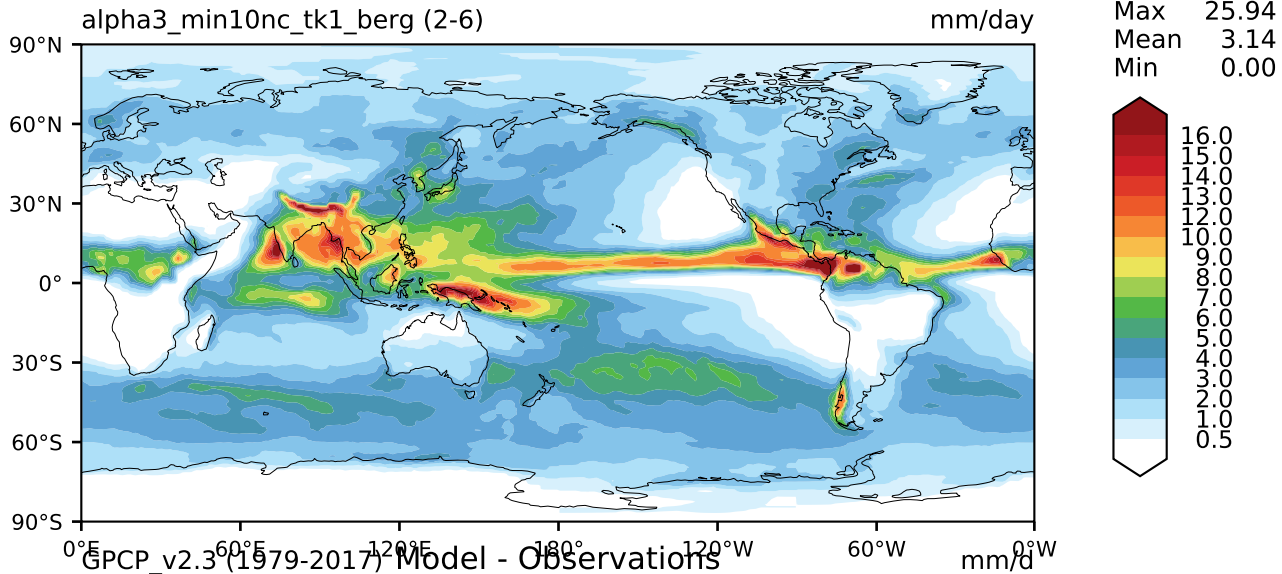 alpha3_min10nc_tk1_berg (2-6) mm/day
Max 25.94
Mean 3.14
Min 0.00
90°N
60°N
30°N
0°
30°S
60°S
90°S
16.0
15.0
14.0
13.0
12.0
10.0
9.0
8.0
7.0
6.0
5.0
4.0
3.0
2.0
1.0
0.5
0°E 60°E 120°E 180° 120°W 60°W 0°W
GPCP_v2.3 (1979-2017) Model - Observations mm/d